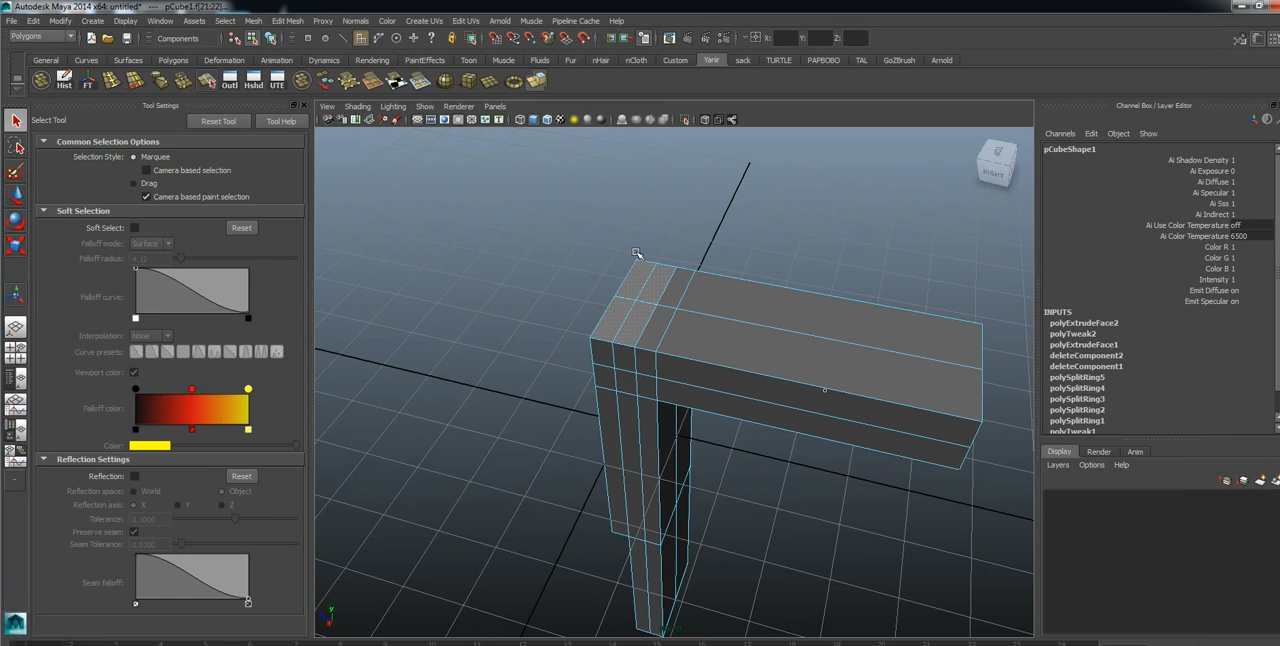 Autodesk Maya 2014 x64: untitled* --- pCube1.f[21:22]...
File Edit Modify Create Display Window Assets Select Mesh Edit Mesh Proxy Normals Color Create UVs Edit UVs Arnold Muscle Pipeline Cache Help
Polygons Components X: Y: Z:
General Curves Surfaces Polygons Deformation Animation Dynamics Rendering PaintEffects Toon Muscle Fluids Fur nHair nCloth Custom Yanir sack TURTLE PAPBOBO TAL GoZBrush Arnold
Hist FT Outl Hshd UTE
Tool Settings
Select Tool Reset Tool Tool Help
Common Selection Options
Selection Style: Marquee
Camera based selection
Drag
Camera based paint selection
Soft Selection
Soft Select: Reset
Falloff mode: Surface
Falloff radius: 4.12
Falloff curve:
Interpolation: None
Curve presets:
Viewport color:
Falloff color:
Color:
Reflection Settings
Reflection: Reset
Reflection space: World Object
Reflection axis: X Y Z
Tolerance:
Preserve seam:
Seam Tolerance:
Seam falloff:
View Shading Lighting Show Renderer Panels
RIGHT
y
Channel Box / Layer Editor
Channels Edit Object Show
pCubeShape1
Ai Shadow Density 1
Ai Exposure 0
Ai Diffuse 1
Ai Specular 1
Ai Sss 1
Ai Indirect 1
Ai Use Color Temperature off
Ai Color Temperature 6500
Color R 1
Color G 1
Color B 1
Intensity 1
Emit Diffuse on
Emit Specular on
INPUTS
polyExtrudeFace2
polyTweak2
polyExtrudeFace1
deleteComponent2
deleteComponent1
polySplitRing5
polySplitRing4
polySplitRing3
polySplitRing2
polySplitRing1
polyTweak1
Display Render Anim
Layers Options Help